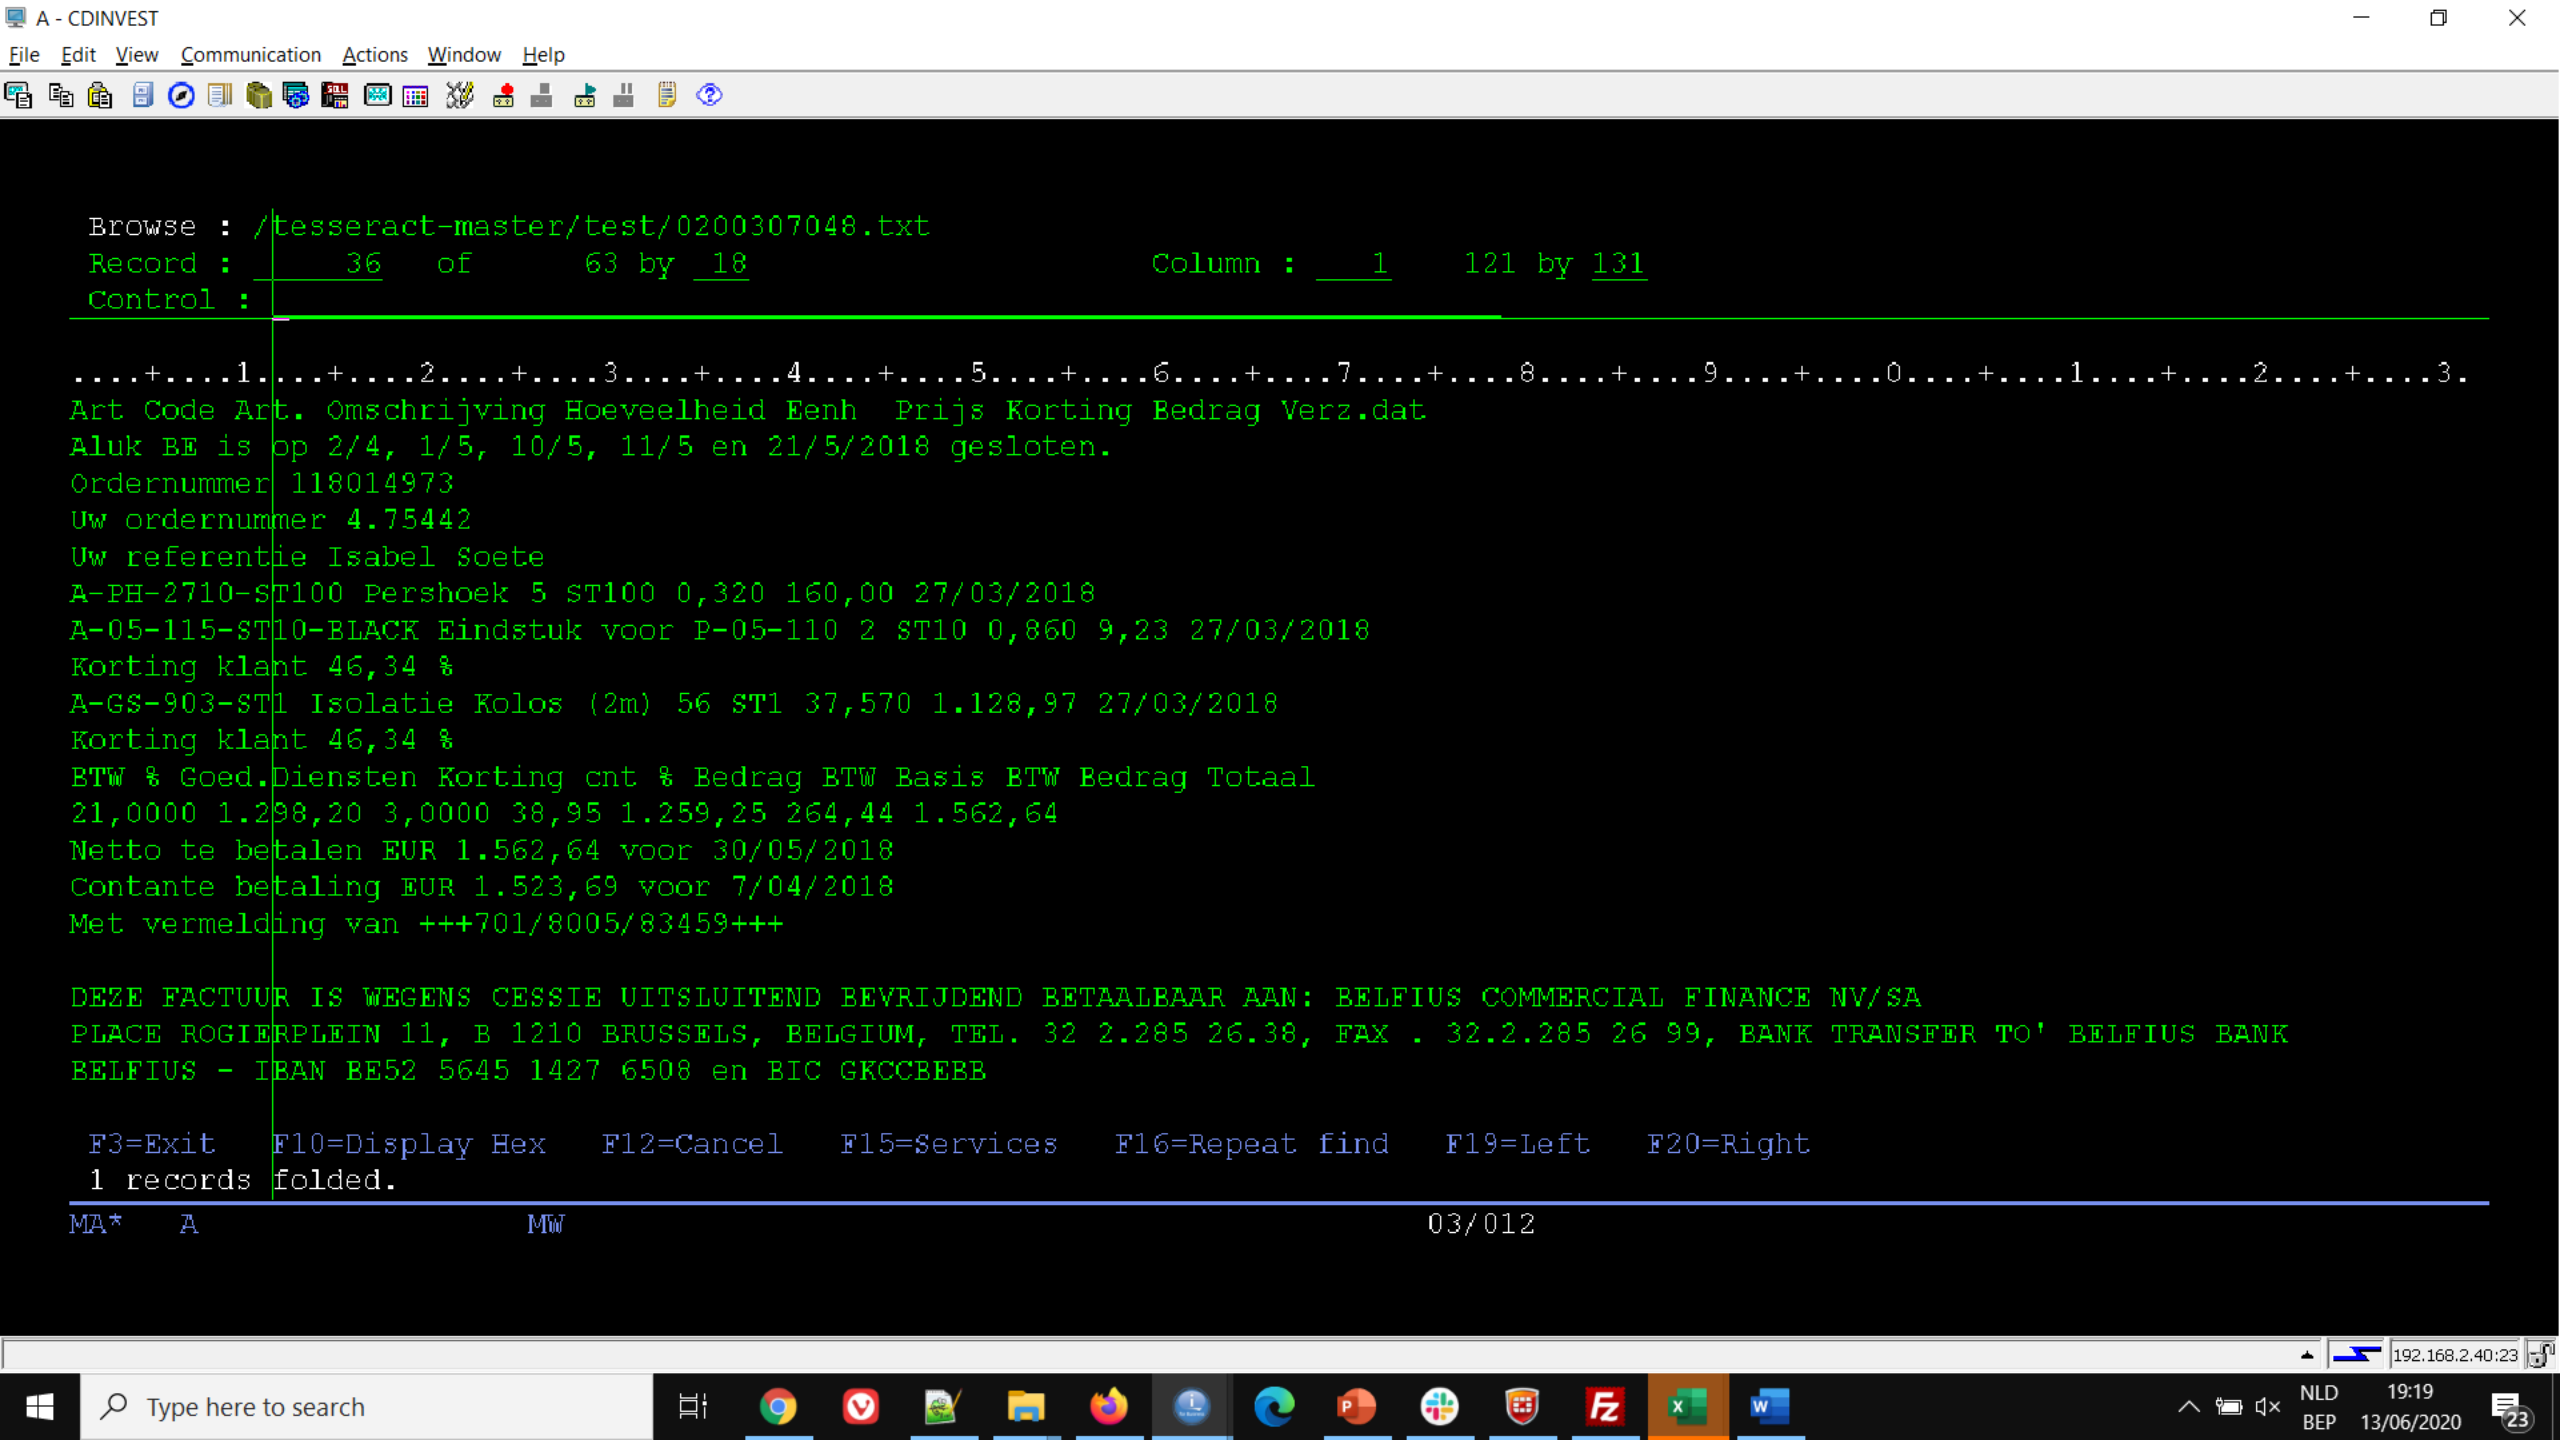 A - CDINVEST
File Edit View Communication Actions Window Help
Browse : /tesseract-master/test/0200307048.txt
Record : 36 of 63 by 18 Column : 1 121 by 131
Control :
....+....1....+....2....+....3....+....4....+....5....+....6....+....7....+....8....+....9....+....0....+....1....+....2....+....3.
Art Code Art. Omschrijving Hoeveelheid Eenh  Prijs Korting Bedrag Verz.dat
Aluk BE is op 2/4, 1/5, 10/5, 11/5 en 21/5/2018 gesloten.
Ordernummer 118014973
Uw ordernummer 4.75442
Uw referentie Isabel Soete
A-PH-2710-ST100 Pershoek 5 ST100 0,320 160,00 27/03/2018
A-05-115-ST10-BLACK Eindstuk voor P-05-110 2 ST10 0,860 9,23 27/03/2018
Korting klant 46,34 %
A-GS-903-ST1 Isolatie Kolos (2m) 56 ST1 37,570 1.128,97 27/03/2018
Korting klant 46,34 %
BTW % Goed.Diensten Korting cnt % Bedrag BTW Basis BTW Bedrag Totaal
21,0000 1.298,20 3,0000 38,95 1.259,25 264,44 1.562,64
Netto te betalen EUR 1.562,64 voor 30/05/2018
Contante betaling EUR 1.523,69 voor 7/04/2018
Met vermelding van +++701/8005/83459+++
DEZE FACTUUR IS WEGENS CESSIE UITSLUITEND BEVRIJDEND BETAALBAAR AAN: BELFIUS COMMERCIAL FINANCE NV/SA
PLACE ROGIERPLEIN 11, B 1210 BRUSSELS, BELGIUM, TEL. 32 2.285 26.38, FAX . 32.2.285 26 99, BANK TRANSFER TO' BELFIUS BANK
BELFIUS - IBAN BE52 5645 1427 6508 en BIC GKCCBEBB
F3=Exit F10=Display Hex F12=Cancel F15=Services F16=Repeat find F19=Left F20=Right
1 records folded.
MA* A MW 03/012
192.168.2.40:23
Type here to search
NLD 19:19
BEP 13/06/2020
23